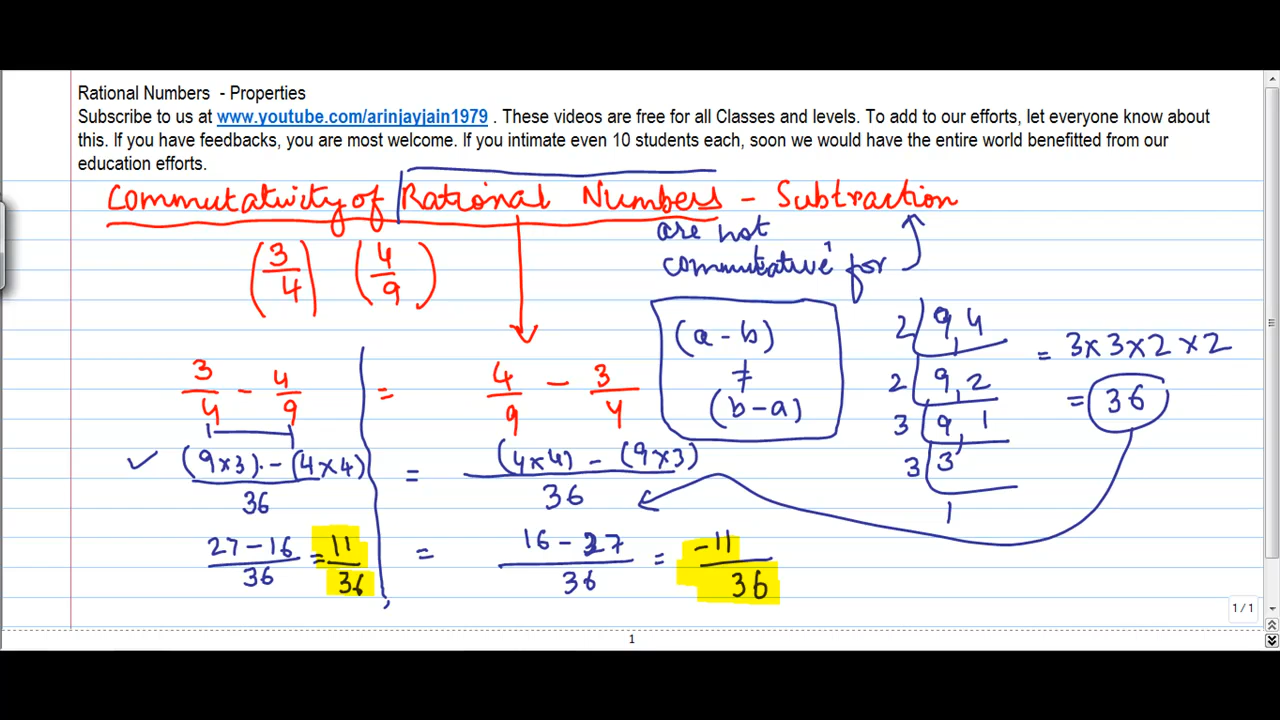 Rational Numbers - Properties
Subscribe to us at www.youtube.com/arinjayjain1979 . These videos are free for all Classes and levels. To add to our efforts, let everyone know about
this. If you have feedbacks, you are most welcome. If you intimate even 10 students each, soon we would have the entire world benefitted from our
education efforts.
Commutativity of Rational Numbers - Subtraction
are not
commutative for
(3/4) (4/9)
(a - b)
≠
(b - a)
2 | 9, 4
2 | 9, 2
3 | 9, 1
3 | 3
1
= 3 × 3 × 2 × 2
= 36
3/4 - 4/9 = 4/9 - 3/4
✓ (9×3) - (4×4)/36 = (4×4) - (9×3)/36
27 - 16/36 = 11/36 = 16 - 27/36 = -11/36
1 / 1
1